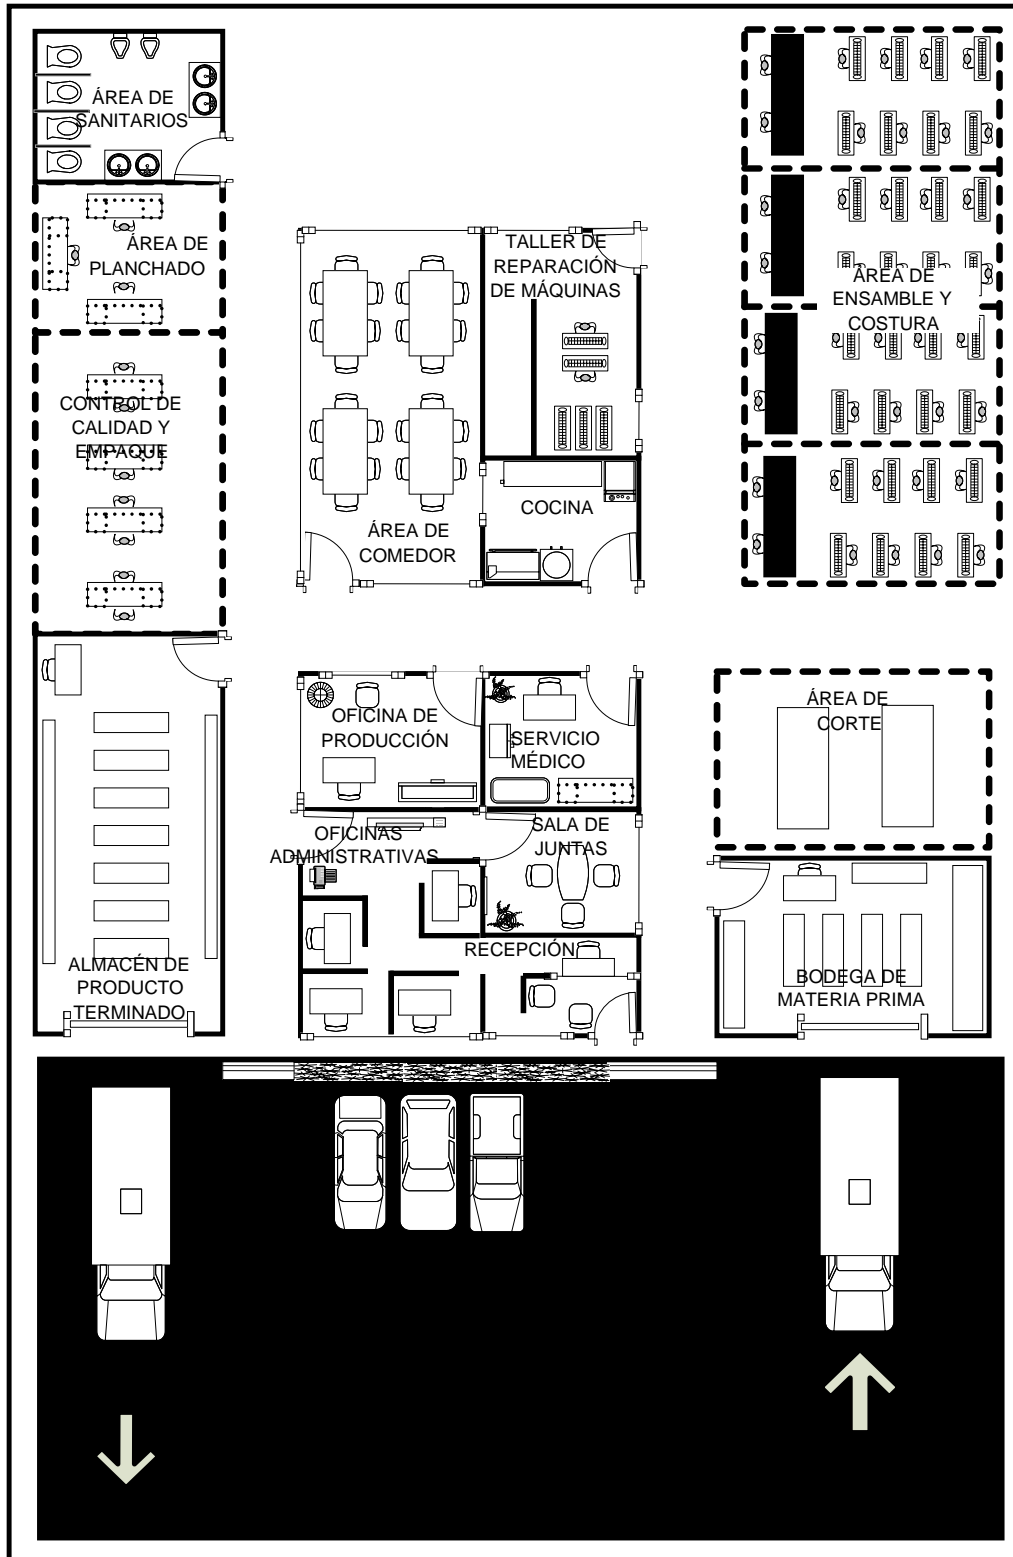 ÁREA DE
SANITARIOS
ÁREA DE
PLANCHADO
CONTROL DE
CALIDAD Y
EMPAQUE
ALMACÉN DE
PRODUCTO
TERMINADO
TALLER DE
REPARACIÓN
DE MÁQUINAS
COCINA
ÁREA DE
COMEDOR
OFICINA DE
PRODUCCIÓN
SERVICIO
MÉDICO
OFICINAS
ADMINISTRATIVAS
SALA DE
JUNTAS
RECEPCIÓN
ÁREA DE
ENSAMBLE Y
COSTURA
ÁREA DE
CORTE
BODEGA DE
MATERIA PRIMA